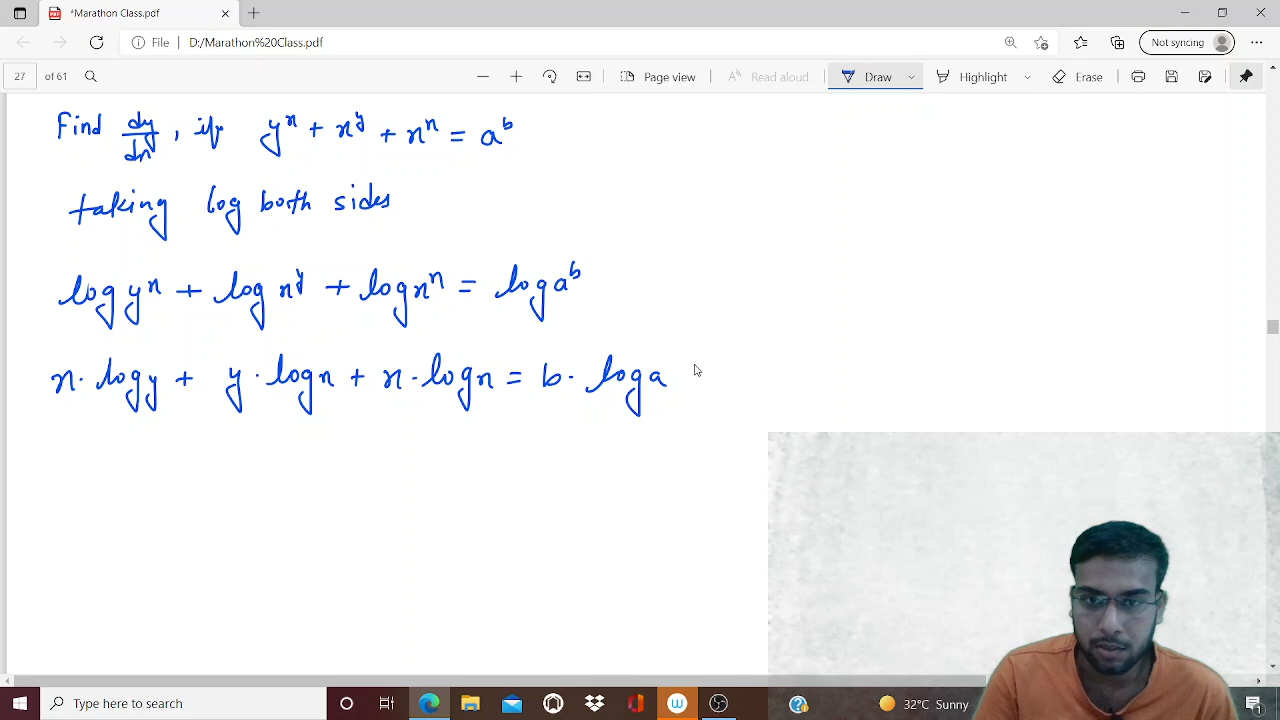 *Marathon Class.pdf
File D:/Marathon%20Class.pdf
Not syncing
27 of 61 Page view Read aloud Draw Highlight Erase
Find dy/dx, if y^x + x^y + x^x = a^b
taking log both sides
log y^x + log x^y + log x^x = log a^b
x · log y + y · log x + x · log x = b · log a
Type here to search
32°C Sunny
1